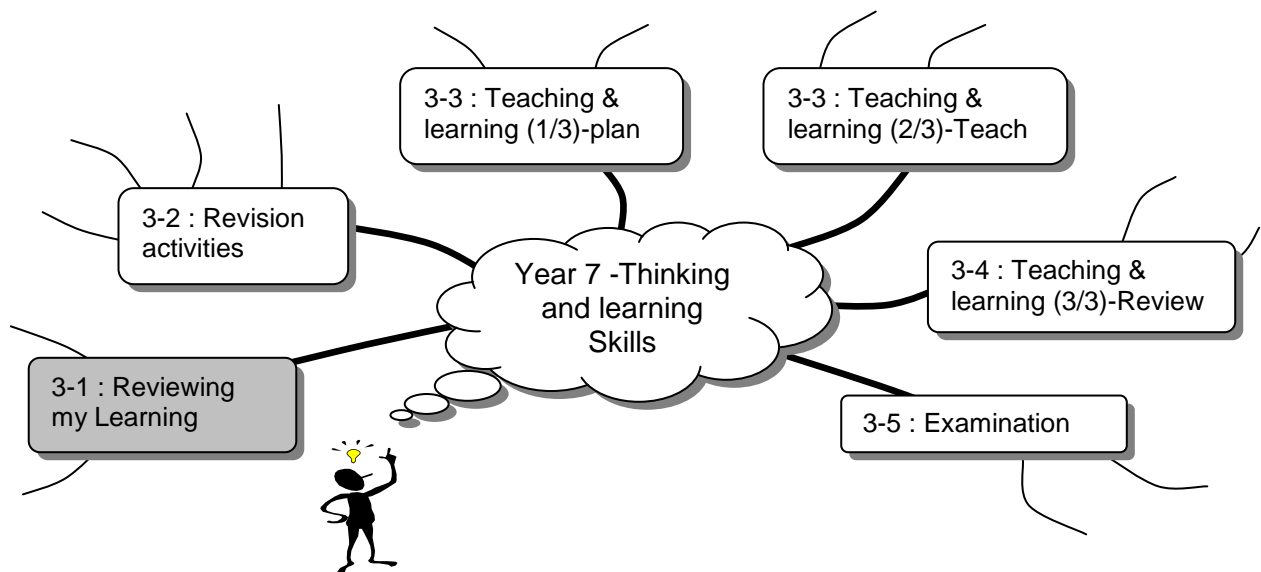 3-3 : Teaching &
learning (1/3)-plan
3-3 : Teaching &
learning (2/3)-Teach
3-2 : Revision
activities
Year 7 -Thinking
and learning
Skills
3-4 : Teaching &
learning (3/3)-Review
3-1 : Reviewing
my Learning
3-5 : Examination